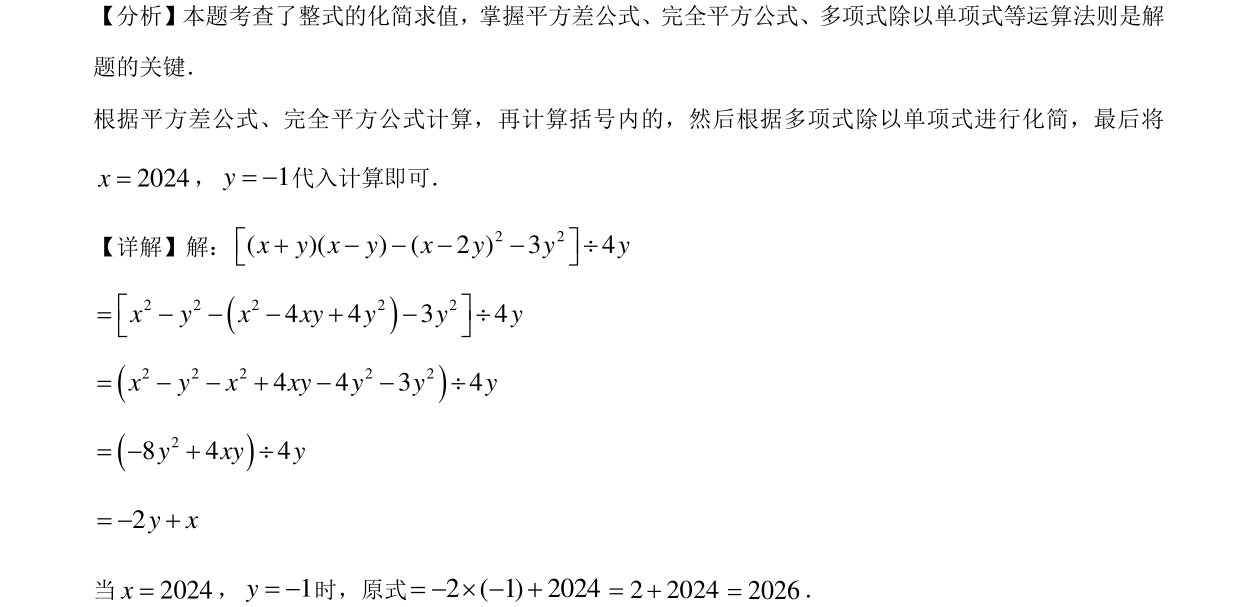 【分析】本题考查了整式的化简求值，掌握平方差公式、完全平方公式、多项式除以单项式等运算法则是解
题的关键．
根据平方差公式、完全平方公式计算，再计算括号内的，然后根据多项式除以单项式进行化简，最后将
x = 2024， y = −1代入计算即可．
【详解】解：[(x + y)(x − y) − (x − 2y)² − 3y²] ÷ 4y
= [x² − y² − (x² − 4xy + 4y²) − 3y²] ÷ 4y
= (x² − y² − x² + 4xy − 4y² − 3y²) ÷ 4y
= (−8y² + 4xy) ÷ 4y
= −2y + x
当 x = 2024， y = −1时，原式 = −2×(−1) + 2024 = 2 + 2024 = 2026．